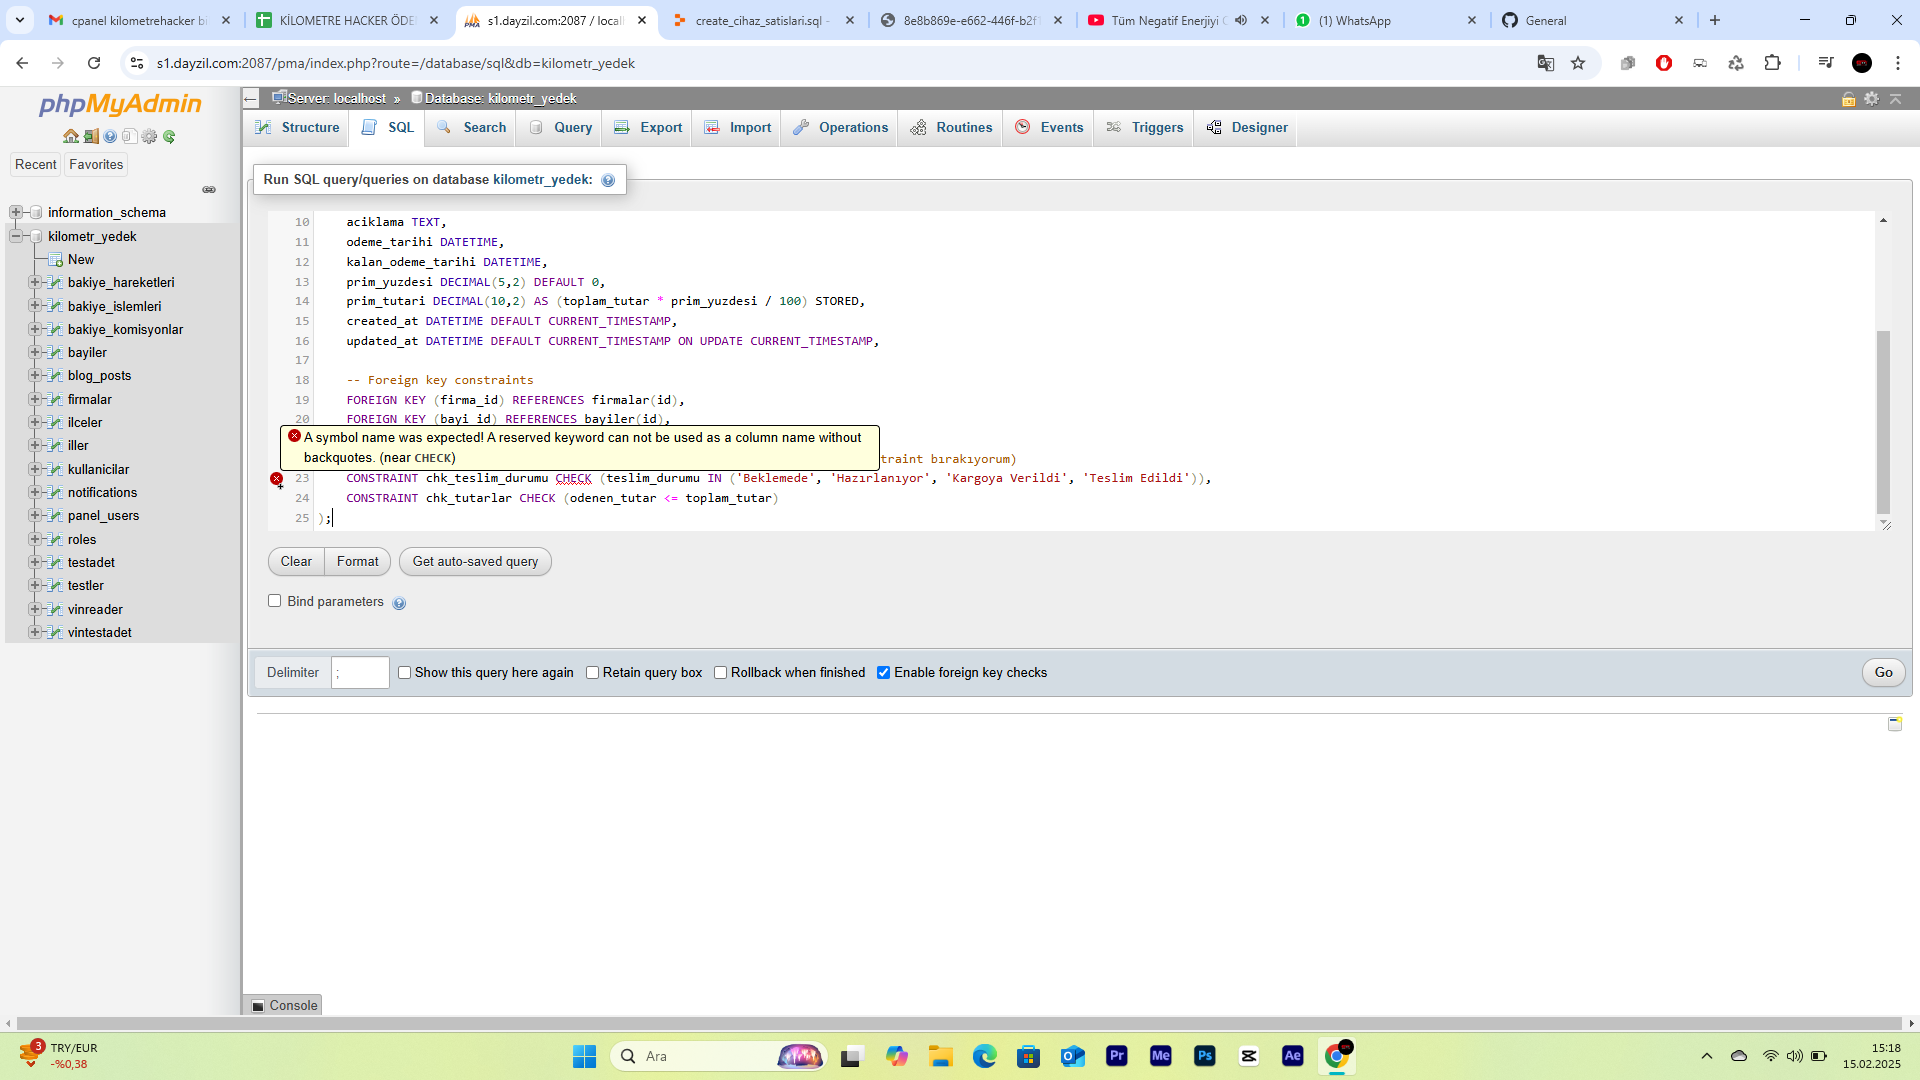 cpanel kilometrehacker bi
KİLOMETRE HACKER ÖDE
s1.dayzil.com:2087 / localh
create_cihaz_satislari.sql -
8e8b869e-e662-446f-b2f1
Tüm Negatif Enerjiyi
(1) WhatsApp
General
s1.dayzil.com:2087/pma/index.php?route=/database/sql&db=kilometr_yedek
phpMyAdmin
Recent
Favorites
information_schema
kilometr_yedek
New
bakiye_hareketleri
bakiye_islemleri
bakiye_komisyonlar
bayiler
blog_posts
firmalar
ilceler
iller
kullanicilar
notifications
panel_users
roles
testadet
testler
vinreader
vintestadet
Server: localhost » Database: kilometr_yedek
Structure
SQL
Search
Query
Export
Import
Operations
Routines
Events
Triggers
Designer
Run SQL query/queries on database kilometr_yedek:
10 aciklama TEXT,
11 odeme_tarihi DATETIME,
12 kalan_odeme_tarihi DATETIME,
13 prim_yuzdesi DECIMAL(5,2) DEFAULT 0,
14 prim_tutari DECIMAL(10,2) AS (toplam_tutar * prim_yuzdesi / 100) STORED,
15 created_at DATETIME DEFAULT CURRENT_TIMESTAMP,
16 updated_at DATETIME DEFAULT CURRENT_TIMESTAMP ON UPDATE CURRENT_TIMESTAMP,
17
18 -- Foreign key constraints
19 FOREIGN KEY (firma_id) REFERENCES firmalar(id),
20 FOREIGN KEY (bayi_id) REFERENCES bayiler(id),
A symbol name was expected! A reserved keyword can not be used as a column name without
backquotes. (near CHECK)
traint bırakıyorum)
23 CONSTRAINT chk_teslim_durumu CHECK (teslim_durumu IN ('Beklemede', 'Hazırlanıyor', 'Kargoya Verildi', 'Teslim Edildi')),
24 CONSTRAINT chk_tutarlar CHECK (odenen_tutar <= toplam_tutar)
25 );
Clear
Format
Get auto-saved query
Bind parameters
Delimiter
;
Show this query here again
Retain query box
Rollback when finished
Enable foreign key checks
Go
Console
3
TRY/EUR
-%0,38
Ara
Pr
Me
Ps
Ae
15:18
15.02.2025